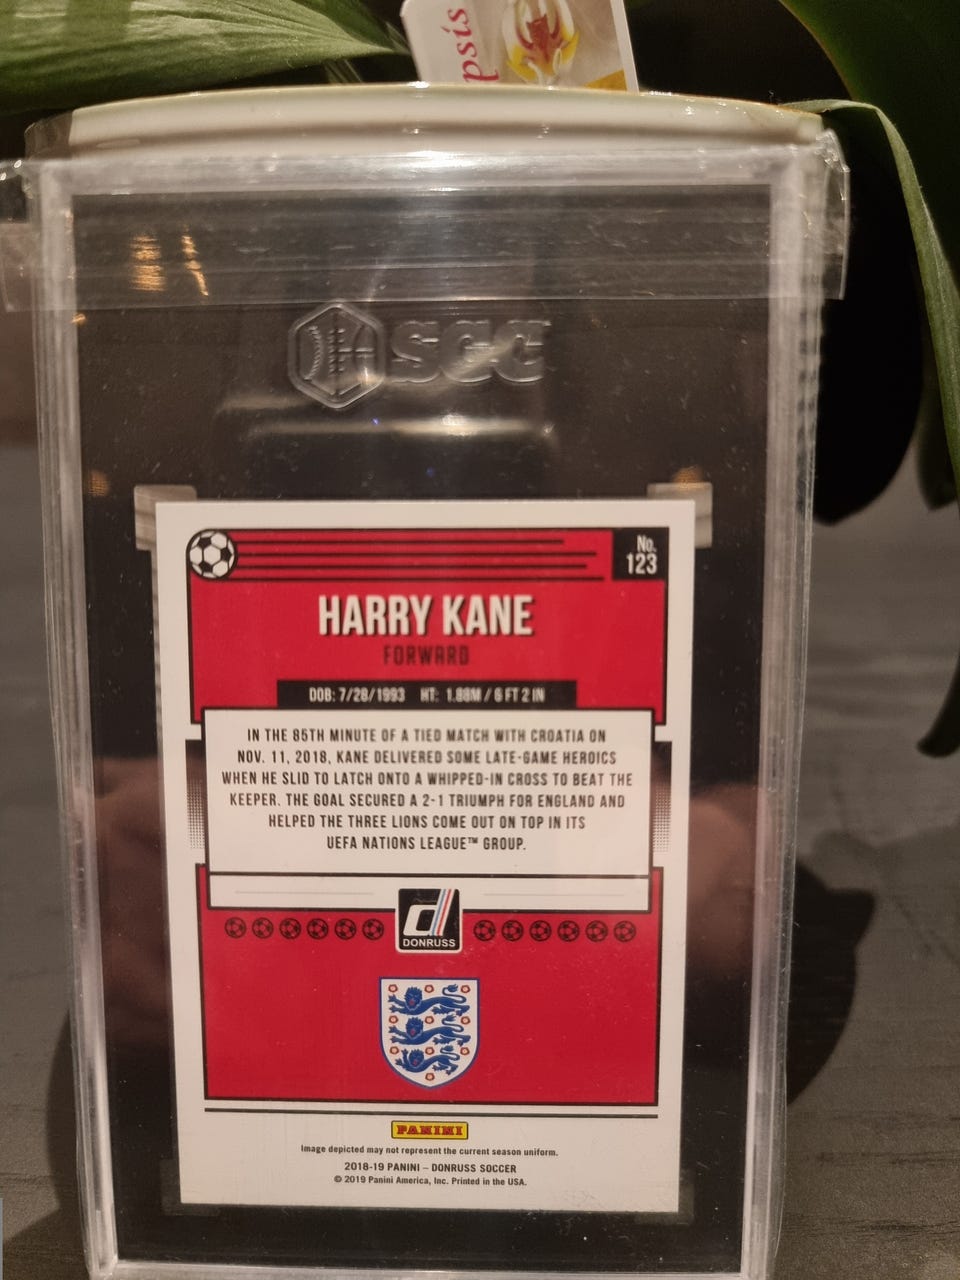 psis
SGC
No.
123
HARRY KANE
FORWARD
DOB: 7/28/1993 HT: 1.88M / 6 FT 2 IN
IN THE 85TH MINUTE OF A TIED MATCH WITH CROATIA ON
NOV. 11, 2018, KANE DELIVERED SOME LATE-GAME HEROICS
WHEN HE SLID TO LATCH ONTO A WHIPPED-IN CROSS TO BEAT THE
KEEPER. THE GOAL SECURED A 2-1 TRIUMPH FOR ENGLAND AND
HELPED THE THREE LIONS COME OUT ON TOP IN ITS
UEFA NATIONS LEAGUE™ GROUP.
d
DONRUSS
PANINI
Image depicted may not represent the current season uniform.
2018-19 PANINI – DONRUSS SOCCER
© 2019 Panini America, Inc. Printed in the USA.